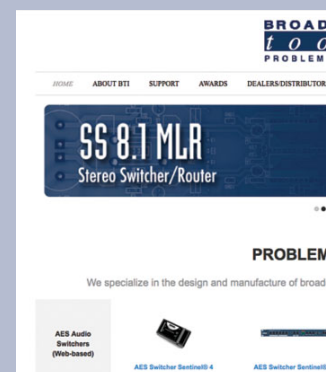 BROAD
too
PROBLEM
HOME ABOUT BTI SUPPORT AWARDS DEALERS/DISTRIBUTOR
SS 8.1 MLR
Stereo Switcher/Router
PROBLEM
We specialize in the design and manufacture of broad
AES Audio
Switchers
(Web-based)
AES Switcher Sentinel® 4
AES Switcher Sentinel®